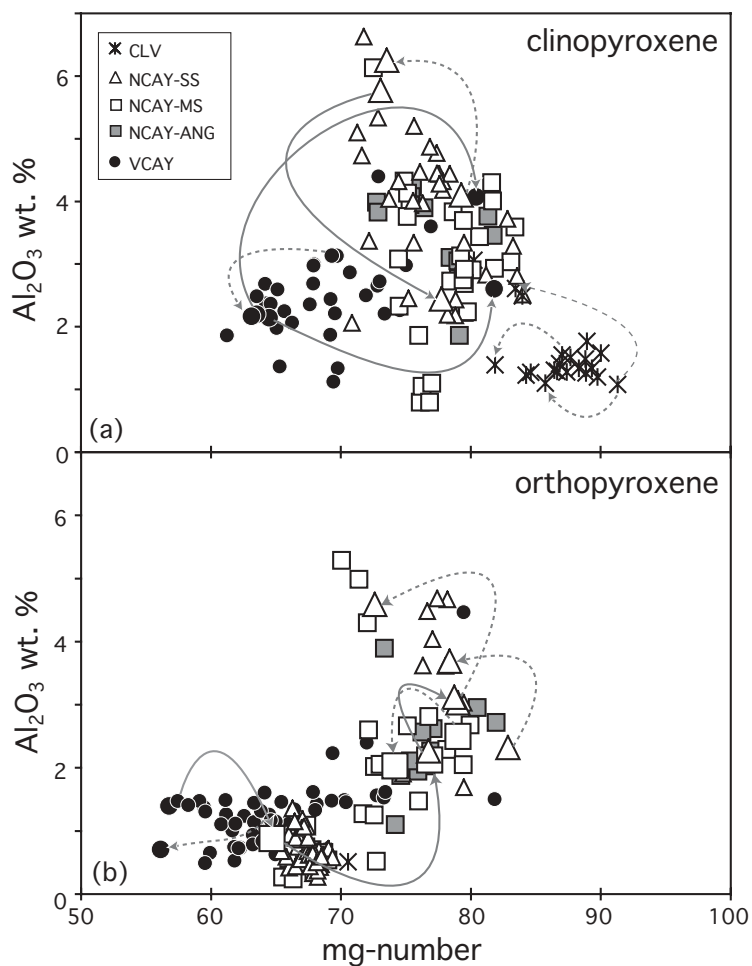 clinopyroxene
CLV
NCAY-SS
NCAY-MS
NCAY-ANG
VCAY
6
4
2
0
Al₂O₃ wt. %
(a)
orthopyroxene
6
4
2
0
Al₂O₃ wt. %
(b)
50 60 70 80 90 100
mg-number